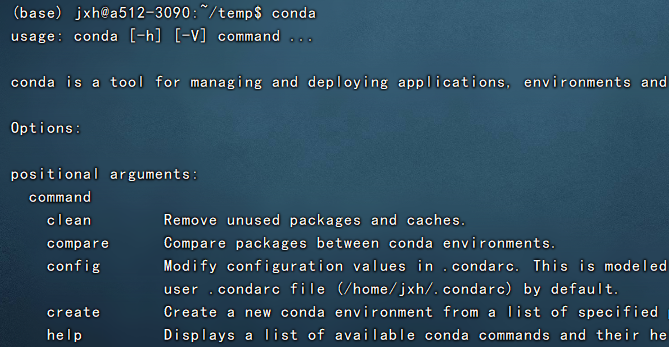 (base) jxh@a512-3090:~/temp$ conda
usage: conda [-h] [-V] command ...
conda is a tool for managing and deploying applications, environments and
Options:
positional arguments:
command
clean Remove unused packages and caches.
compare Compare packages between conda environments.
config Modify configuration values in .condarc. This is modeled
user .condarc file (/home/jxh/.condarc) by default.
create Create a new conda environment from a list of specified
help Displays a list of available conda commands and their he